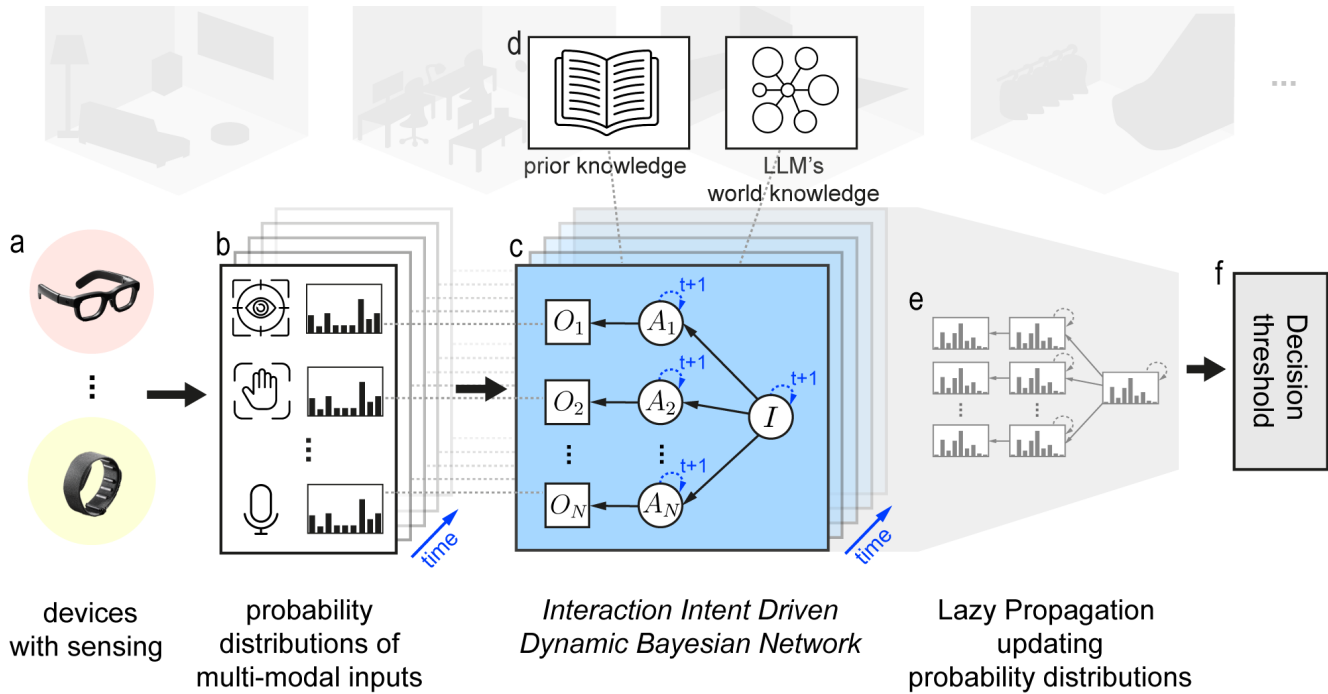 ...
d
prior knowledge
LLM's
world knowledge
a
b
c
t+1
O1
A1
t+1
O2
A2
t+1
I
t+1
ON
AN
time
time
e
f
Decision
threshold
devices
with sensing
probability
distributions of
multi-modal inputs
Interaction Intent Driven
Dynamic Bayesian Network
Lazy Propagation
updating
probability distributions